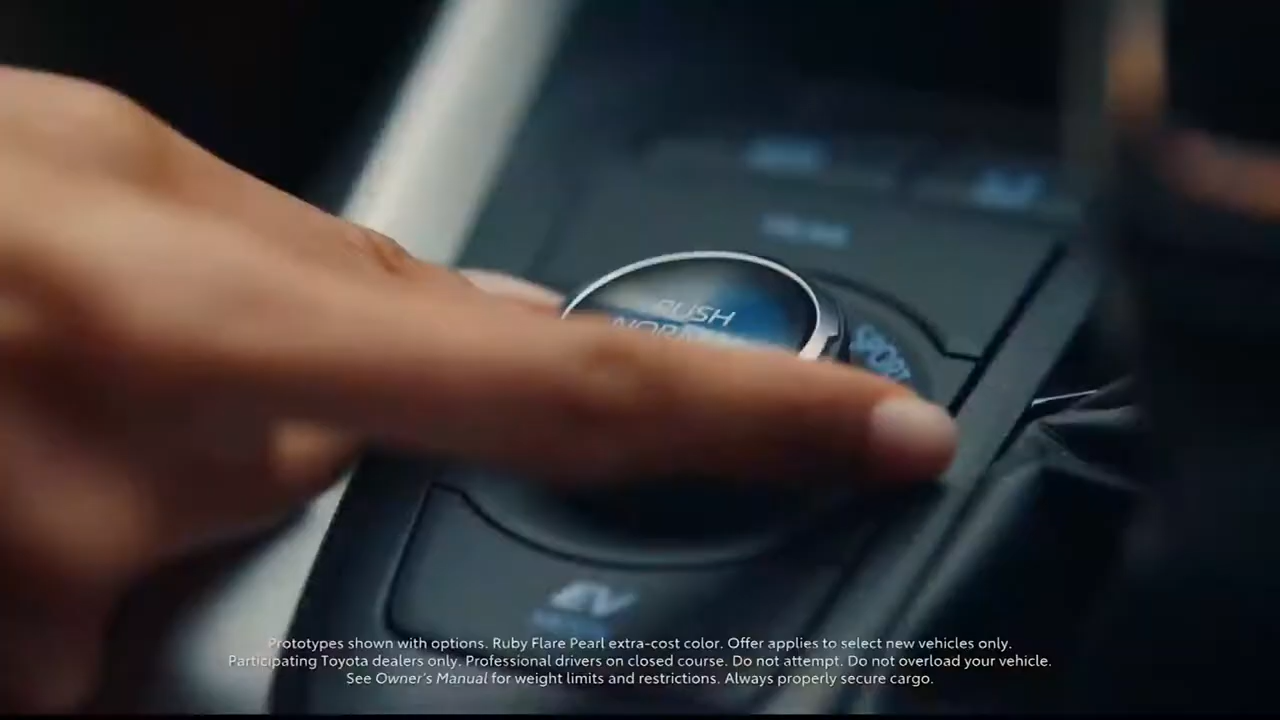 PUSH
SPORT
EV
Prototypes shown with options. Ruby Flare Pearl extra-cost color. Offer applies to select new vehicles only.
Participating Toyota dealers only. Professional drivers on closed course. Do not attempt. Do not overload your vehicle.
See Owner's Manual for weight limits and restrictions. Always properly secure cargo.